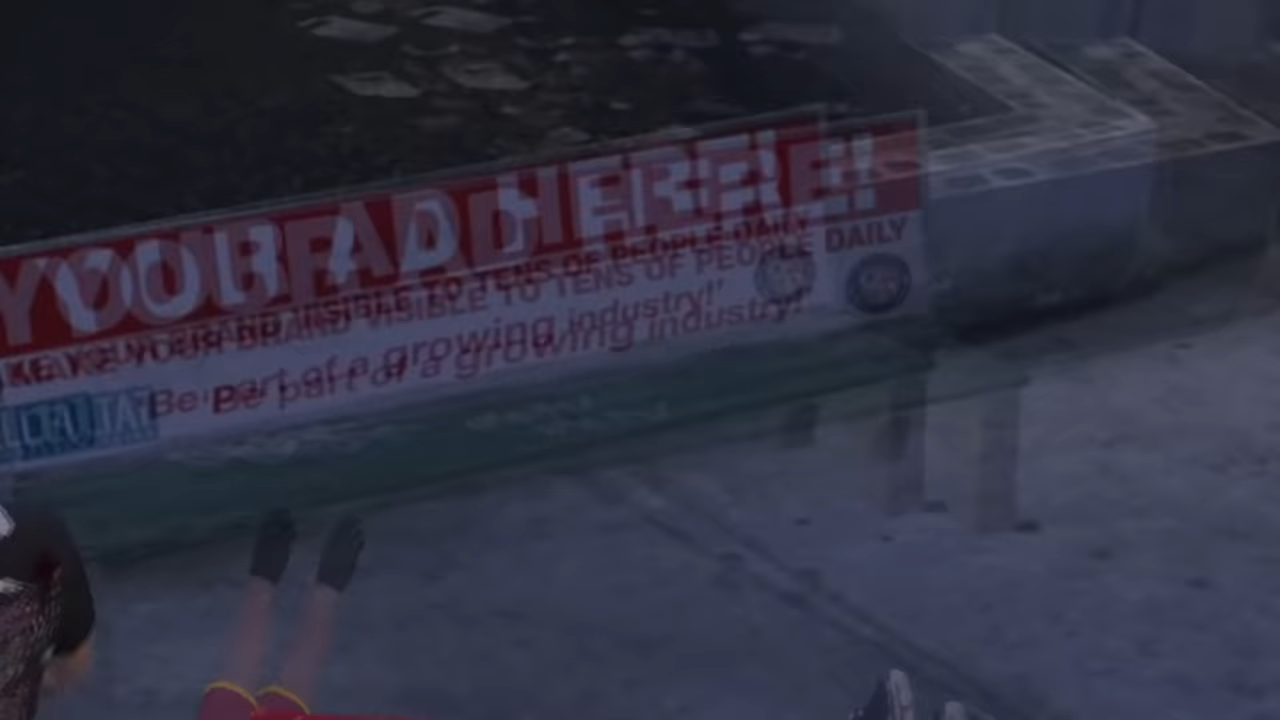 YOUR AD HERE!
MAKE YOUR BRAND VISIBLE TO TENS OF PEOPLE DAILY
Be part of a growing industry!